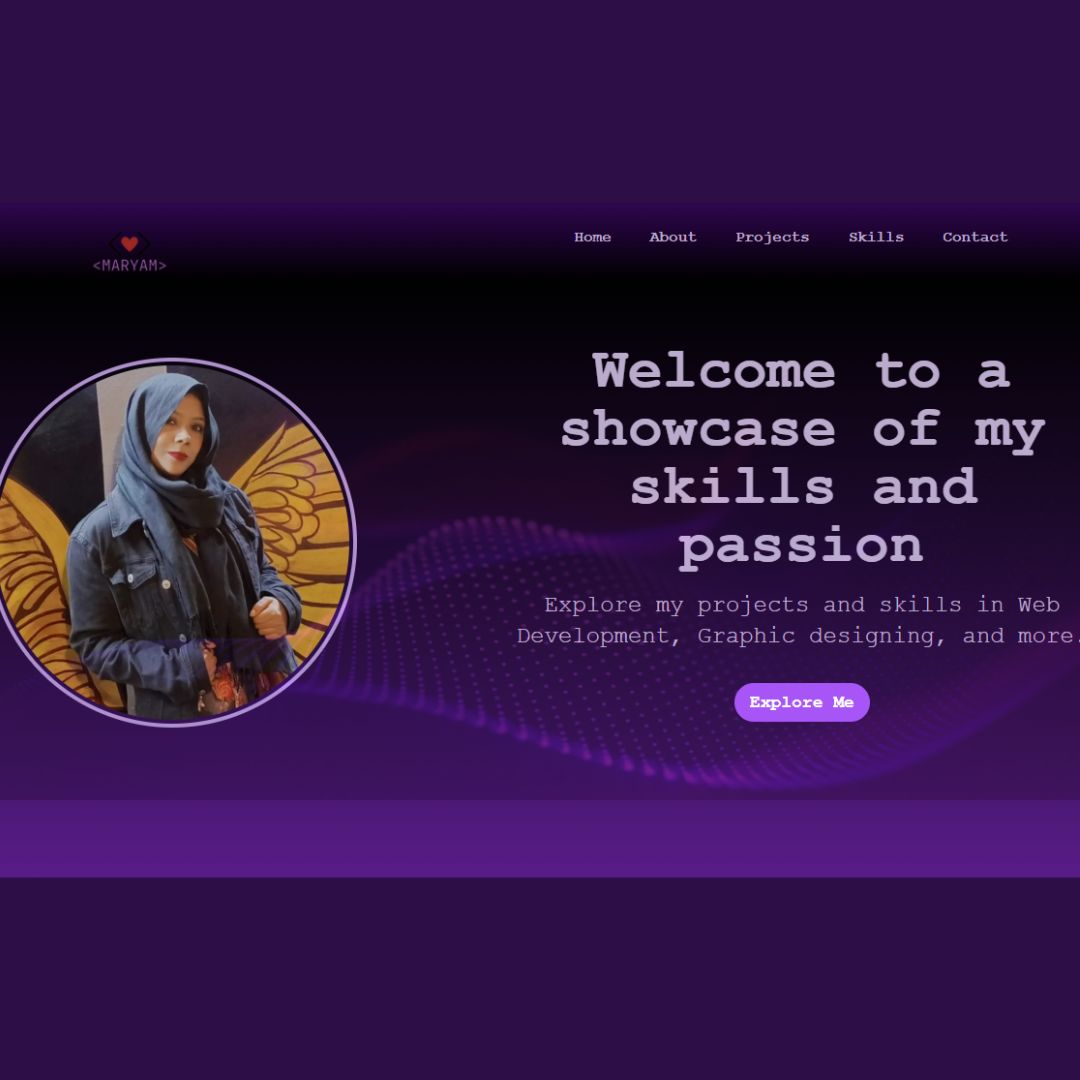 <MARYAM>
Home About Projects Skills Contact
Welcome to a
showcase of my
skills and
passion
Explore my projects and skills in Web
Development, Graphic designing, and more.
Explore Me